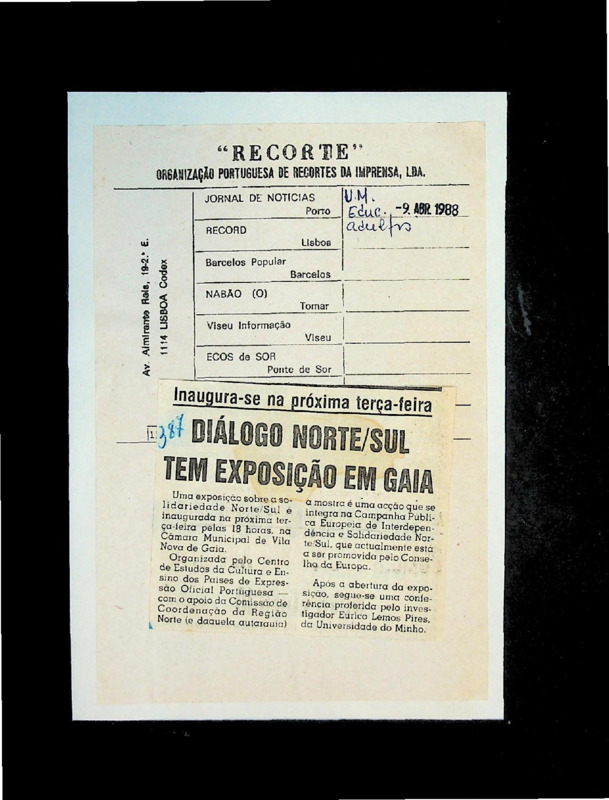 "RECORTE"
ORGANIZAÇÃO PORTUGUESA DE RECORTES DA IMPRENSA, LDA.
Av. Almirante Reis, 19-2.º E.
1114 LISBOA Codex
JORNAL DE NOTICIAS
Porto
RECORD
Lisboa
Barcelos Popular
Barcelos
NABÃO (O)
Tomar
Viseu Informação
Viseu
ECOS de SOR
Ponte de Sor
U.M.
Educ. -9. ABR. 1988
adultos
Inaugura-se na próxima terça-feira
387
DIÁLOGO NORTE/SUL
TEM EXPOSIÇÃO EM GAIA
Uma exposição sobre a so-
lidariedade Norte/Sul é
inaugurada na próxima ter-
ça-feira pelas 18 horas, na
Câmara Municipal de Vila
Nova de Gaia.
Organizada pelo Centro
de Estudos da Cultura e En-
sino dos Países de Expres-
são Oficial Portuguesa —
com o apoio da Comissão de
Coordenação da Região
Norte (e daquela autarquia)
a mostra é uma acção que se
integra na Campanha Públi-
ca Europeia de Interdepen-
dência e Solidariedade Nor-
te/Sul, que actualmente está
a ser promovida pelo Conse-
lho da Europa.
Após a abertura da expo-
sição, segue-se uma confe-
rência proferida pelo inves-
tigador Eurico Lemos Pires,
da Universidade do Minho.